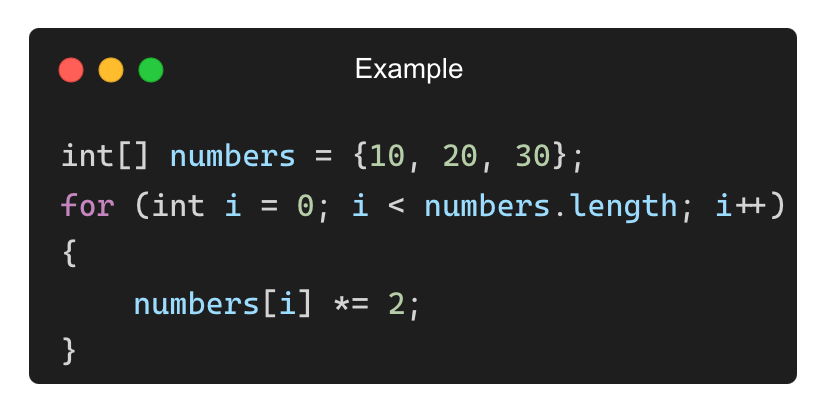 Example
int[] numbers = {10, 20, 30};
for (int i = 0; i < numbers.length; i++)
{
    numbers[i] *= 2;
}